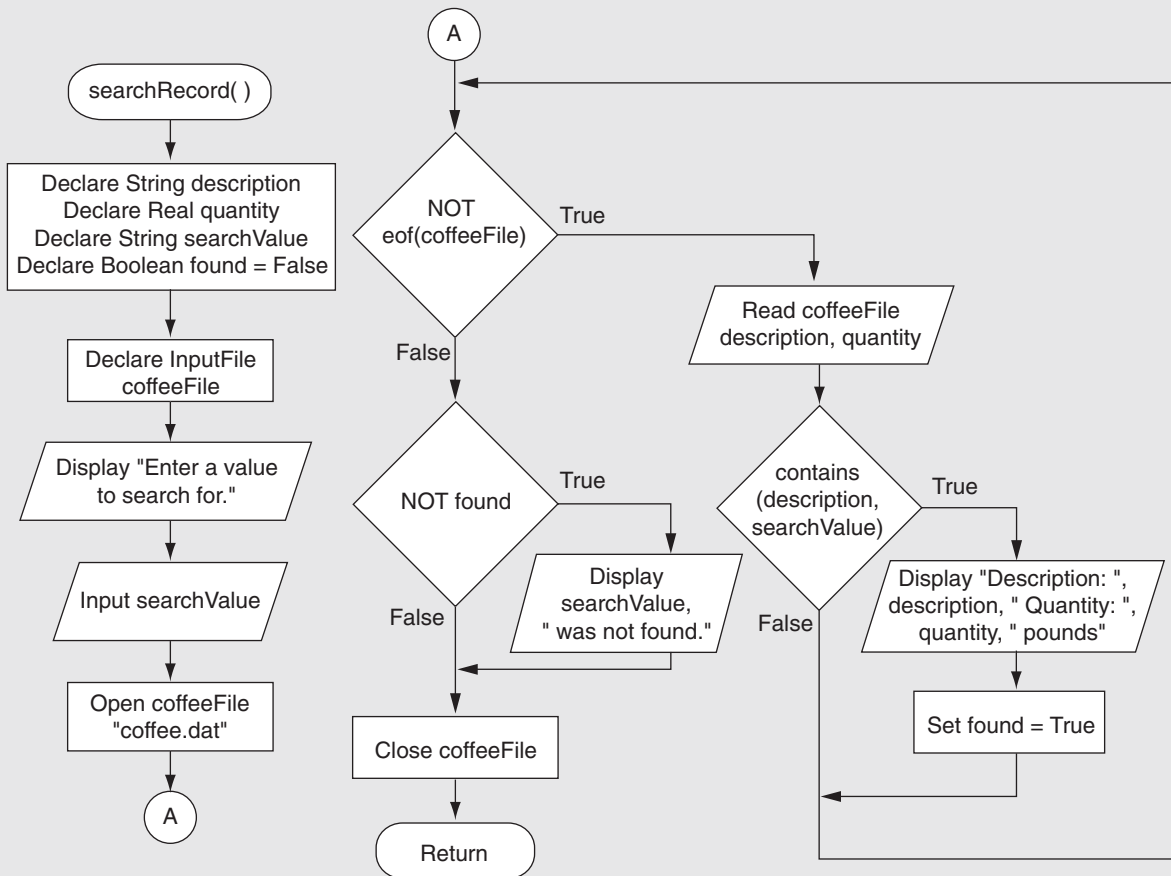 searchRecord( )
Declare String description
Declare Real quantity
Declare String searchValue
Declare Boolean found = False
Declare InputFile
coffeeFile
Display "Enter a value
to search for."
Input searchValue
Open coffeeFile
"coffee.dat"
A
A
NOT
eof(coffeeFile)
True
False
Read coffeeFile
description, quantity
contains
(description,
searchValue)
True
False
Display "Description: ",
description, " Quantity: ",
quantity, " pounds"
Set found = True
NOT found
True
False
Display
searchValue,
" was not found."
Close coffeeFile
Return